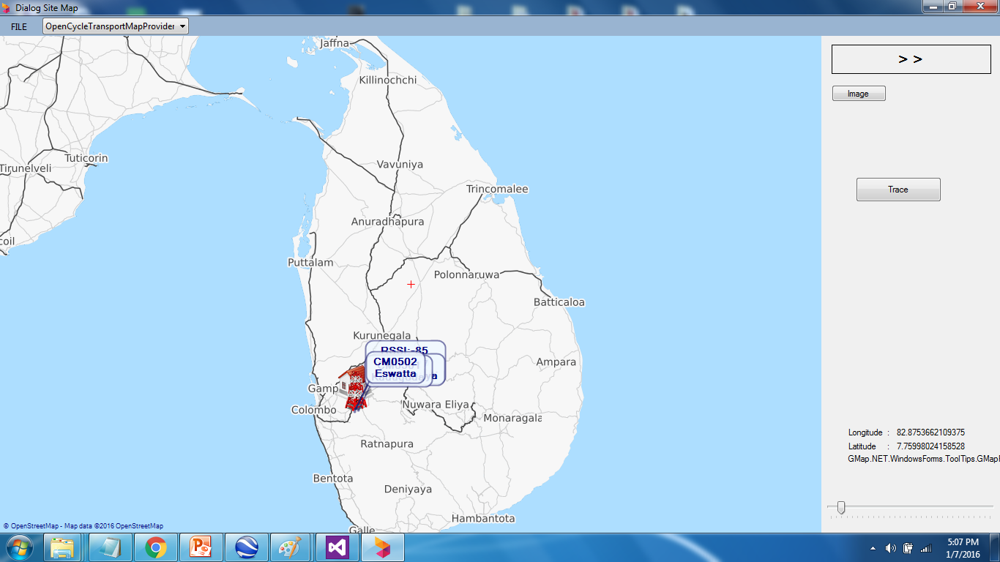 Dialog Site Map
FILE
OpenCycleTransportMapProvider
Jaffna
Killinochchi
> >
Image
Tuticorin
Tirunelveli
Vavuniya
Trincomalee
Trace
Anuradhapura
coil
Puttalam
Polonnaruwa
Batticaloa
Kurunegala
RSSI:-85
CM0502
Eswatta
Ampara
Gamp
Colombo
Nuwara Eliya
Monaragala
Longitude : 82.8753662109375
Latitude : 7.75998024158528
GMap.NET.WindowsForms.ToolTips.GMap
Ratnapura
Bentota
Deniyaya
Hambantota
Galle
© OpenStreetMap - Map data ©2016 OpenStreetMap
5:07 PM
1/7/2016